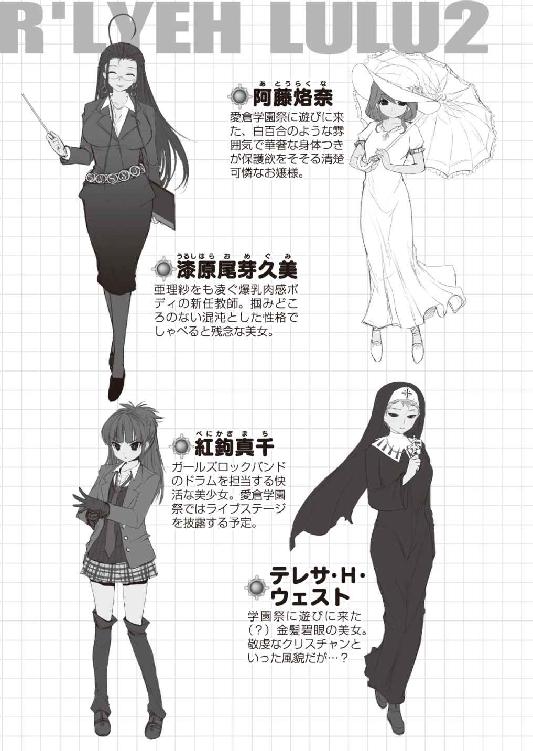 R'LYEH LULU2
あとうらくな
阿藤烙奈
愛倉学園祭に遊びに来
た、白百合のような雰
囲気で華奢な身体つき
が保護欲をそそる清楚
可憐なお嬢様。
うるしはらおめぐみ
漆原尾芽久美
亜理紗をも凌ぐ爆乳肉感ボ
ディの新任教師。掴みど
ころのない混沌とした性格で
しゃべると残念な美女。
べにかぎまち
紅鉤真千
ガールズロックバンド
のドラムを担当する快
活な美少女。愛倉学園
祭ではライブステージ
を披露する予定。
テレサ・H・
ウェスト
学園祭に遊びに来た
(?)金髪碧眼の美女。
敬虔なクリスチャンと
いった風貌だが…?